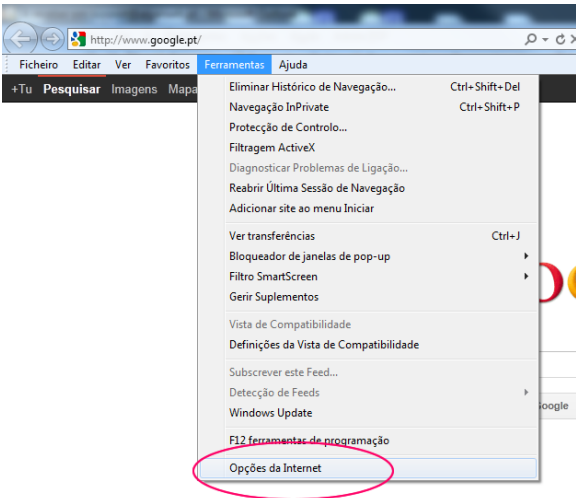 http://www.google.pt/
Ficheiro Editar Ver Favoritos Ferramentas Ajuda
+Tu Pesquisar Imagens Mapa
Eliminar Histórico de Navegação... Ctrl+Shift+Del
Navegação InPrivate Ctrl+Shift+P
Protecção de Controlo...
Filtragem ActiveX
Diagnosticar Problemas de Ligação...
Reabrir Última Sessão de Navegação
Adicionar site ao menu Iniciar
Ver transferências Ctrl+J
Bloqueador de janelas de pop-up
Filtro SmartScreen
Gerir Suplementos
Vista de Compatibilidade
Definições da Vista de Compatibilidade
Subscrever este Feed...
Detecção de Feeds
Windows Update
Google
F12 ferramentas de programação
Opções da Internet